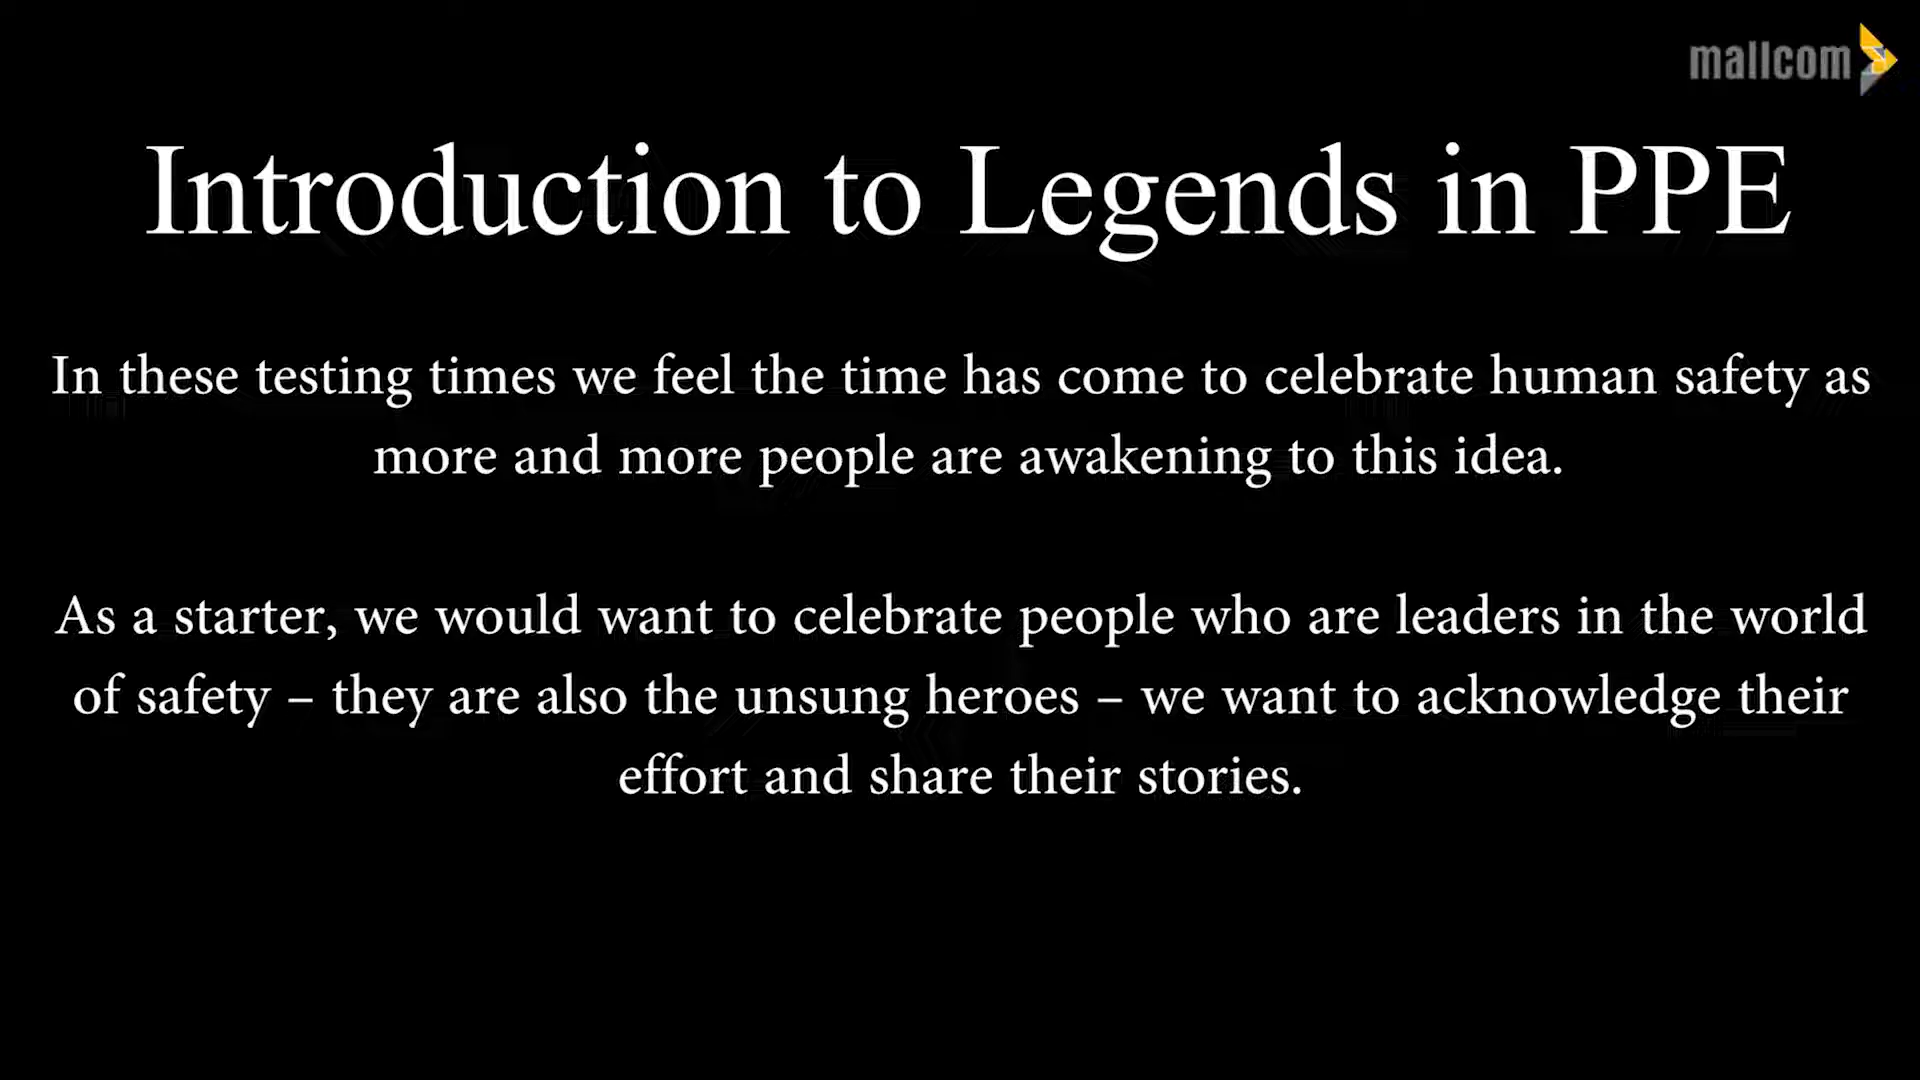 mallcom
Introduction to Legends in PPE
In these testing times we feel the time has come to celebrate human safety as
more and more people are awakening to this idea.
As a starter, we would want to celebrate people who are leaders in the world
of safety – they are also the unsung heroes – we want to acknowledge their
effort and share their stories.